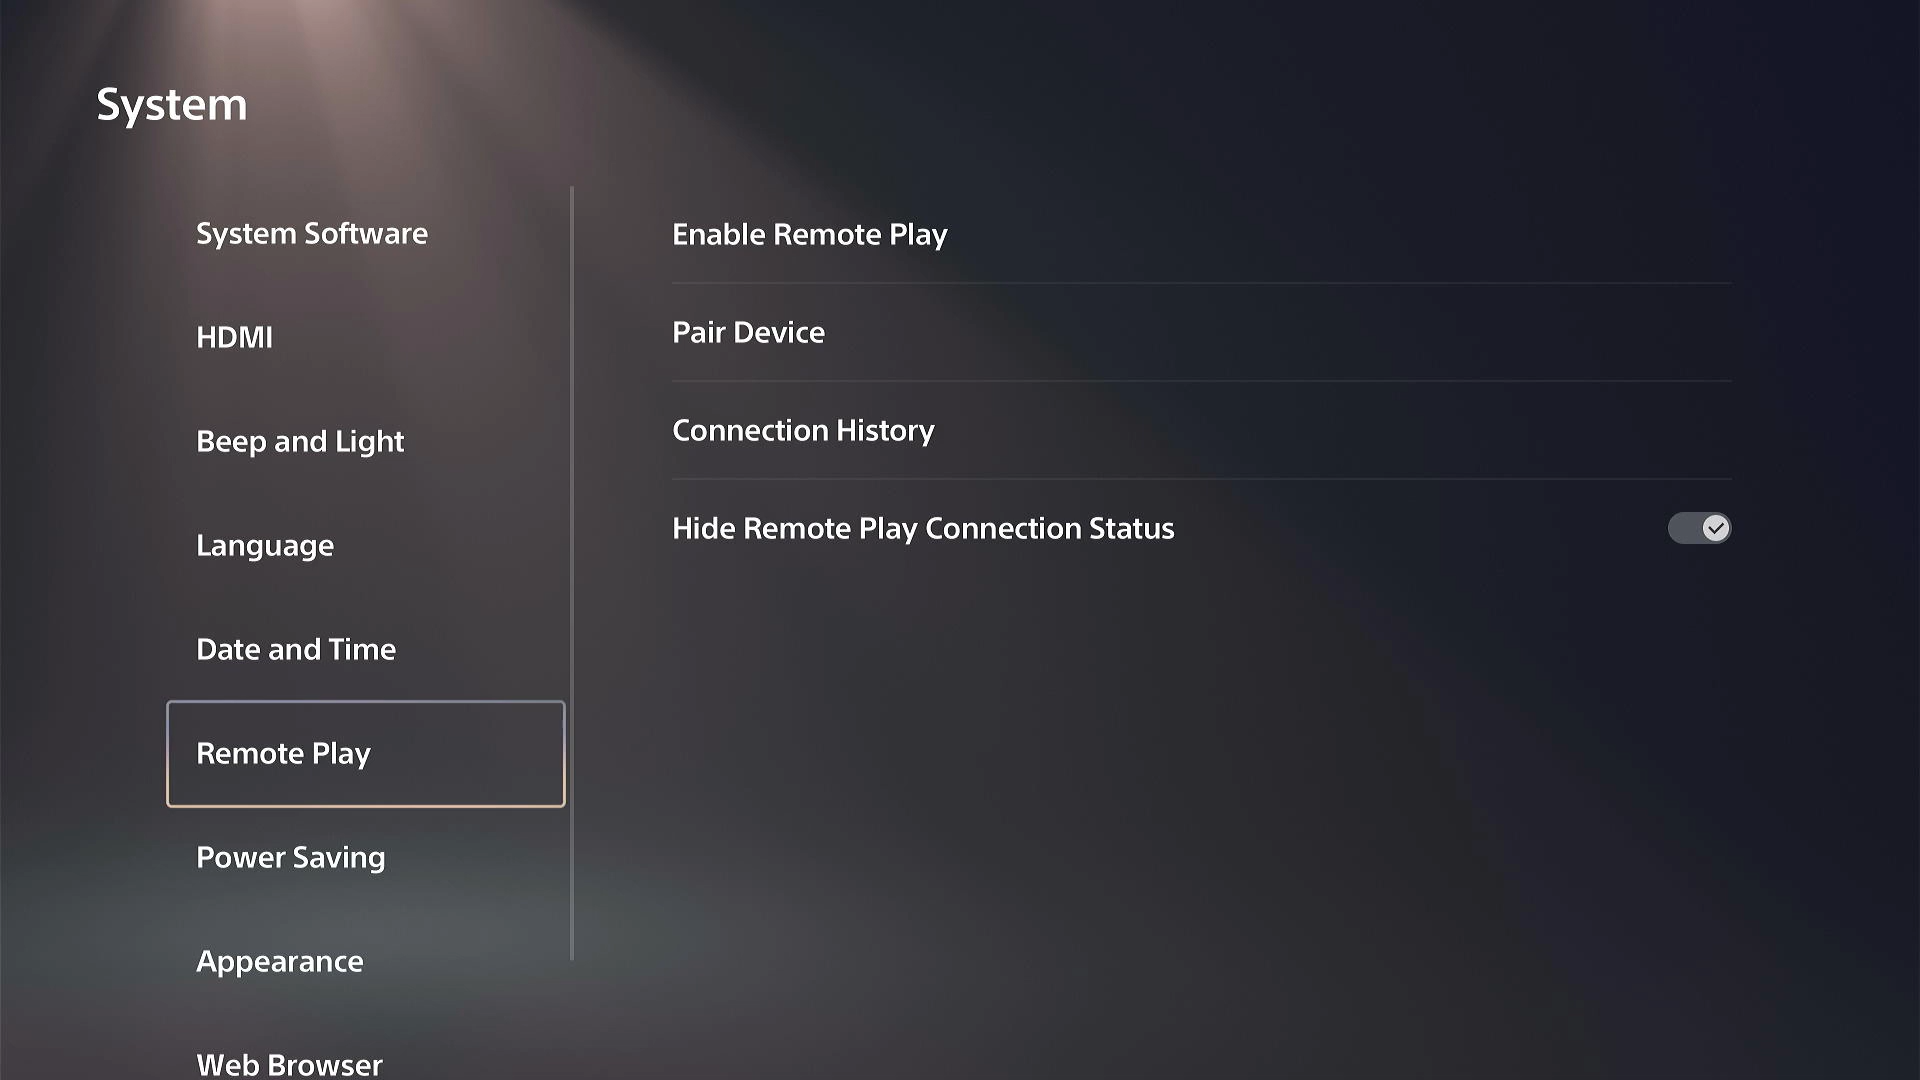 System
System Software
HDMI
Beep and Light
Language
Date and Time
Remote Play
Power Saving
Appearance
Web Browser
Enable Remote Play
Pair Device
Connection History
Hide Remote Play Connection Status